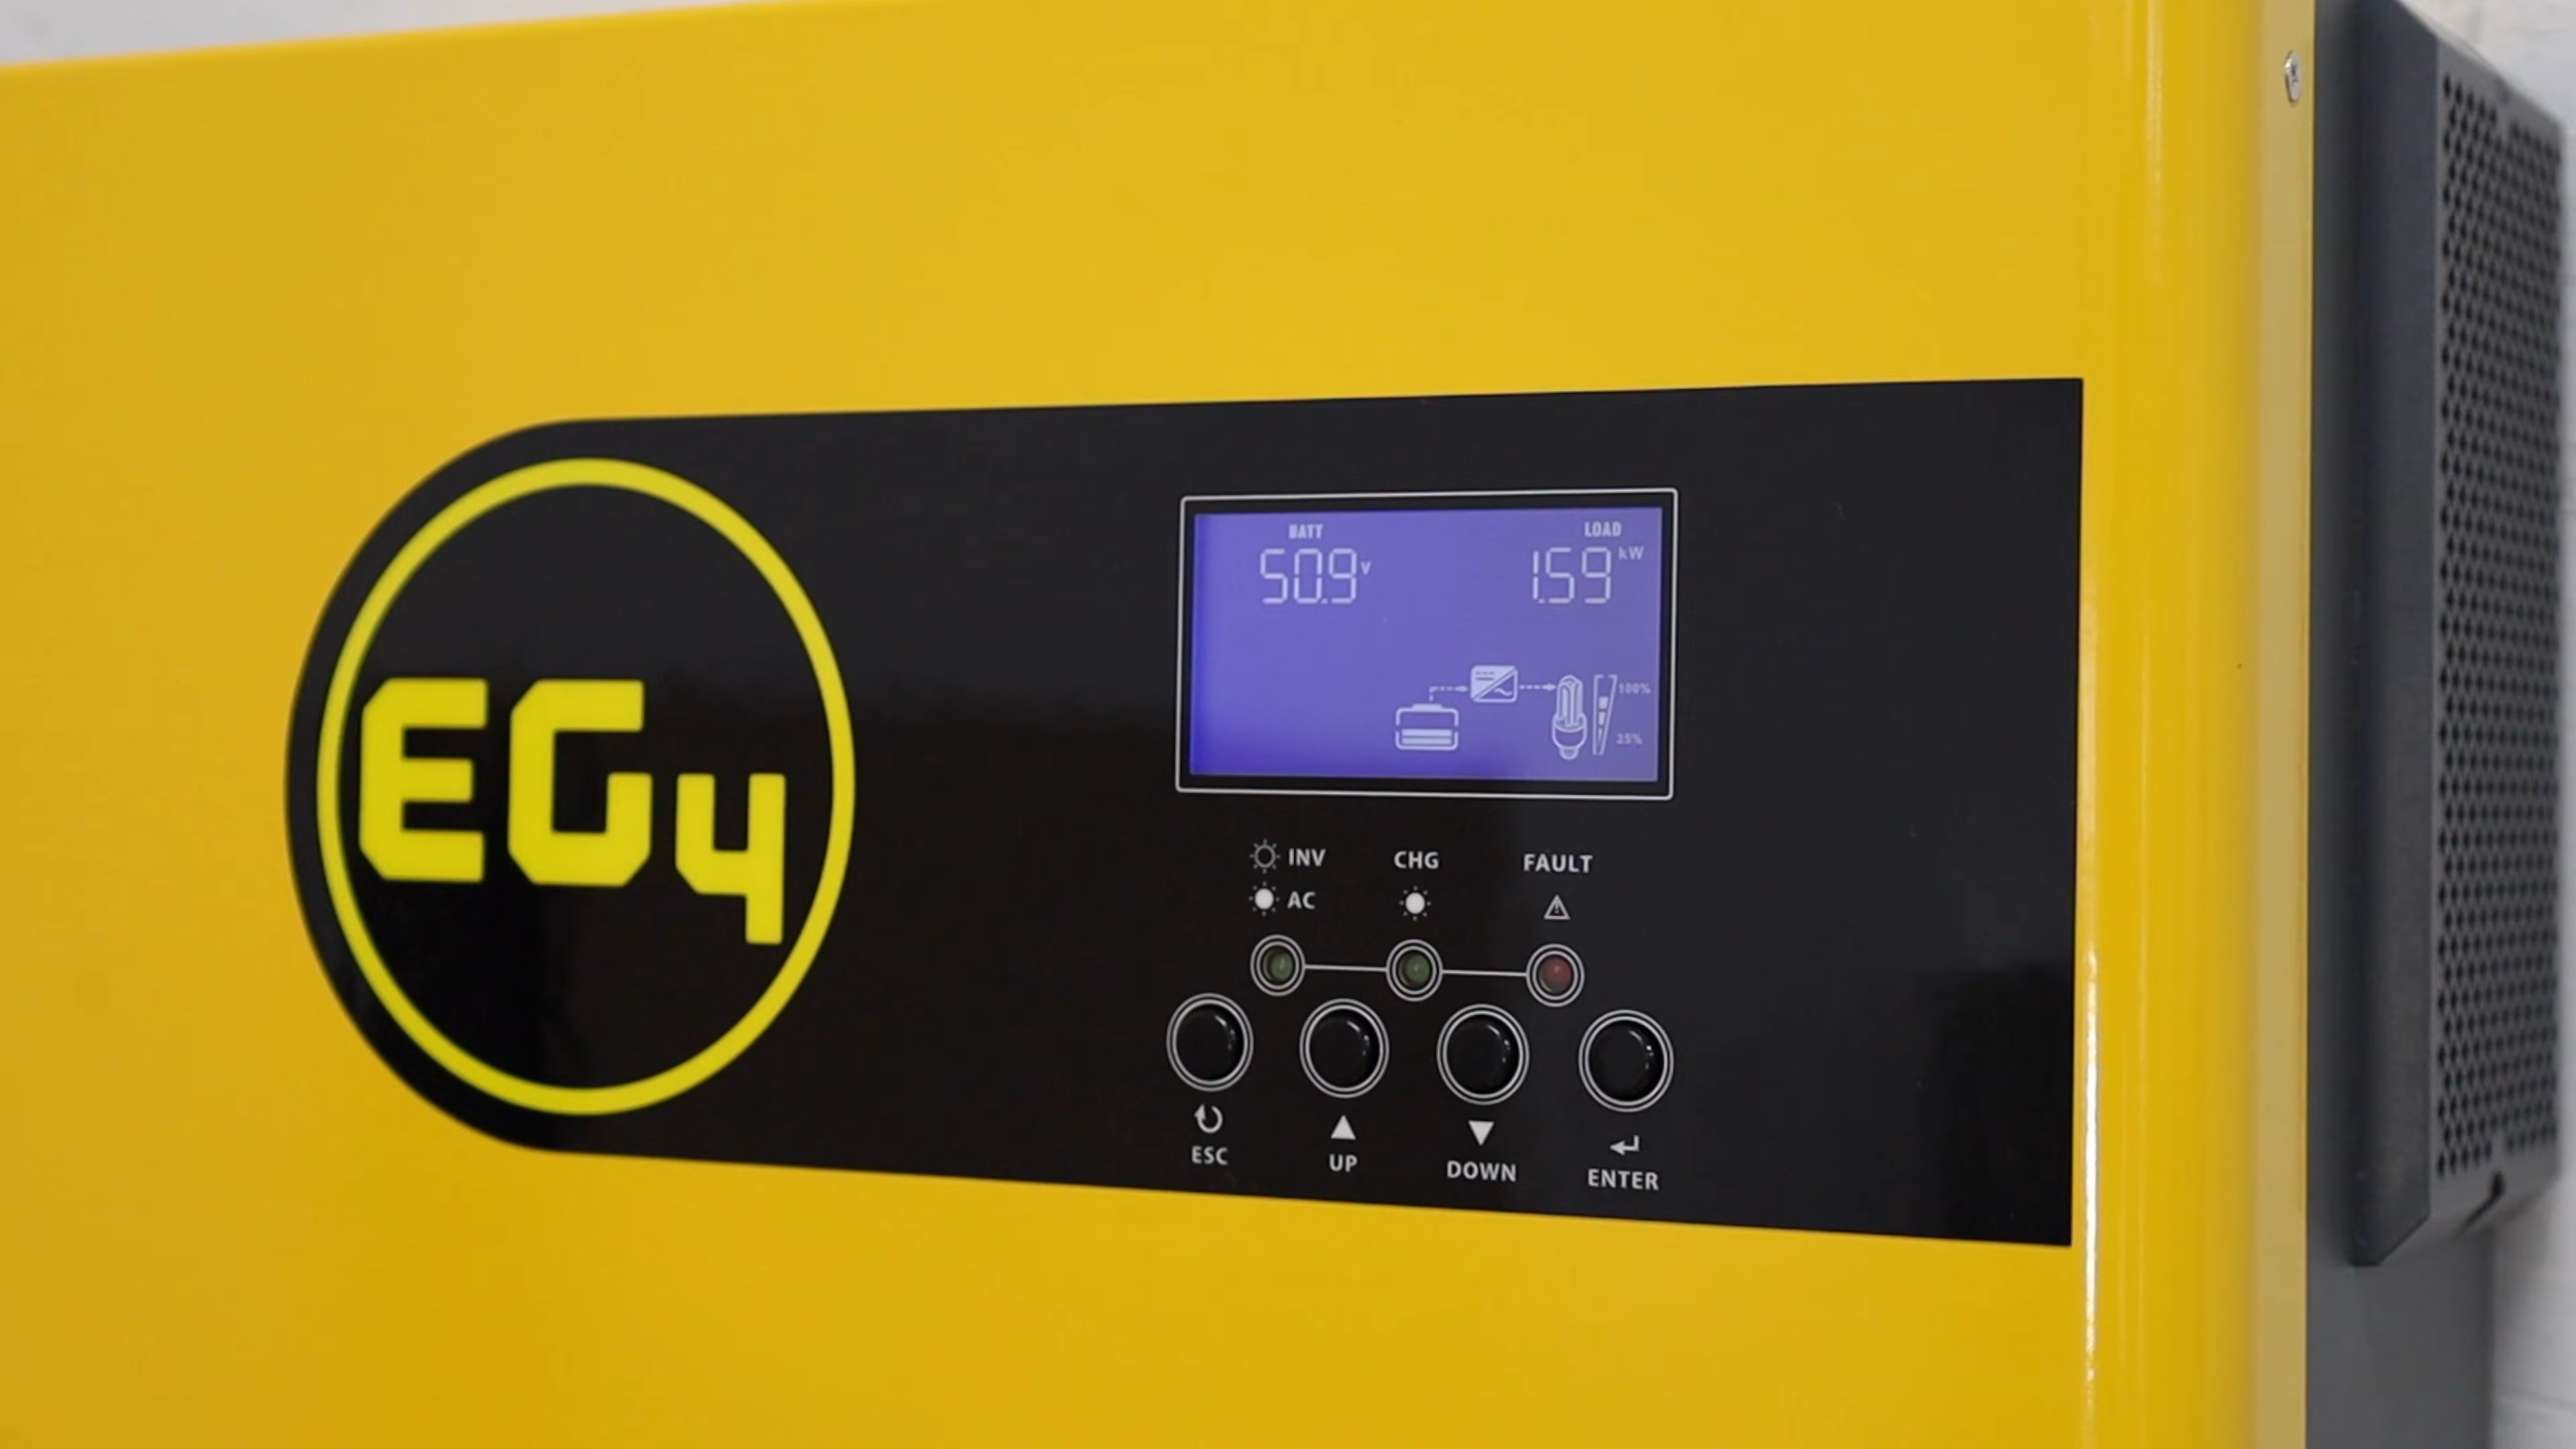 EG4
BATT LOAD
50.9V 1.59kW
100%
25%
INV CHG FAULT
AC
ESC UP DOWN ENTER